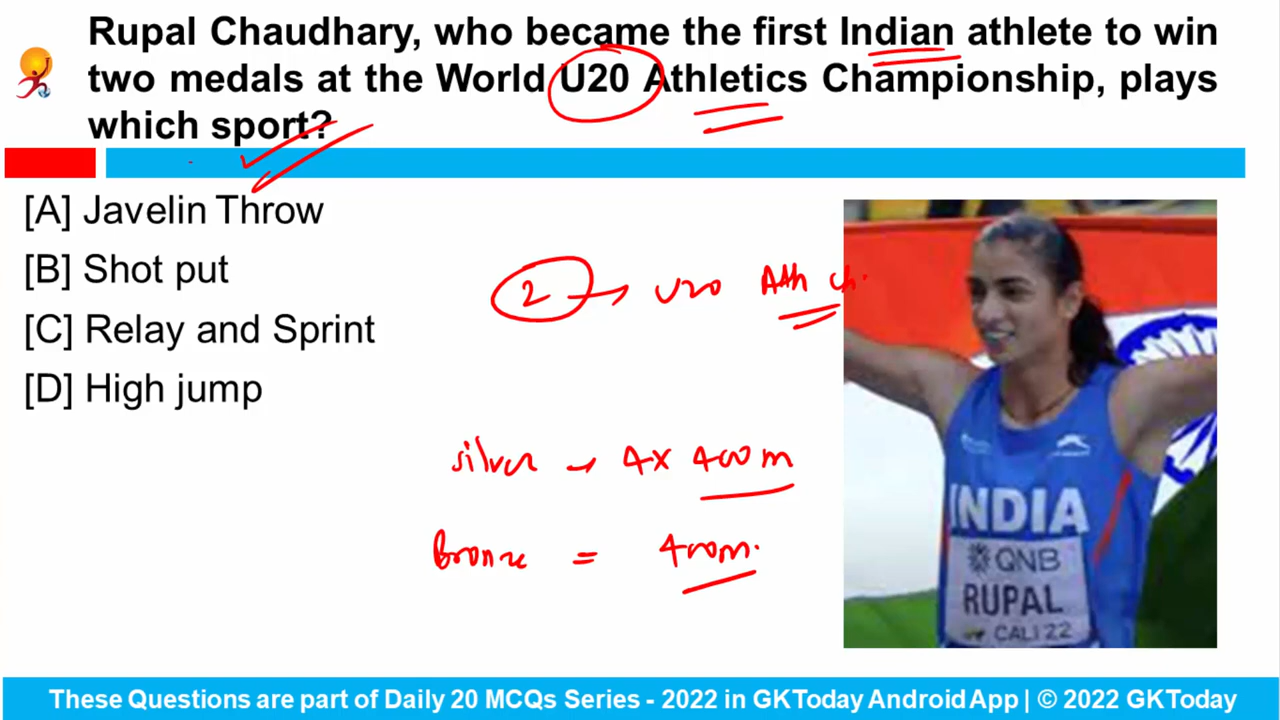 Rupal Chaudhary, who became the first Indian athlete to win
two medals at the World U20 Athletics Championship, plays
which sport?
[A] Javelin Throw
[B] Shot put
[C] Relay and Sprint
[D] High jump
2 → U20 Ath Ch.
silver → 4x 400m
Bronze = 400m.
INDIA
QNB
RUPAL
CALI 22
These Questions are part of Daily 20 MCQs Series - 2022 in GKToday Android App | © 2022 GKToday